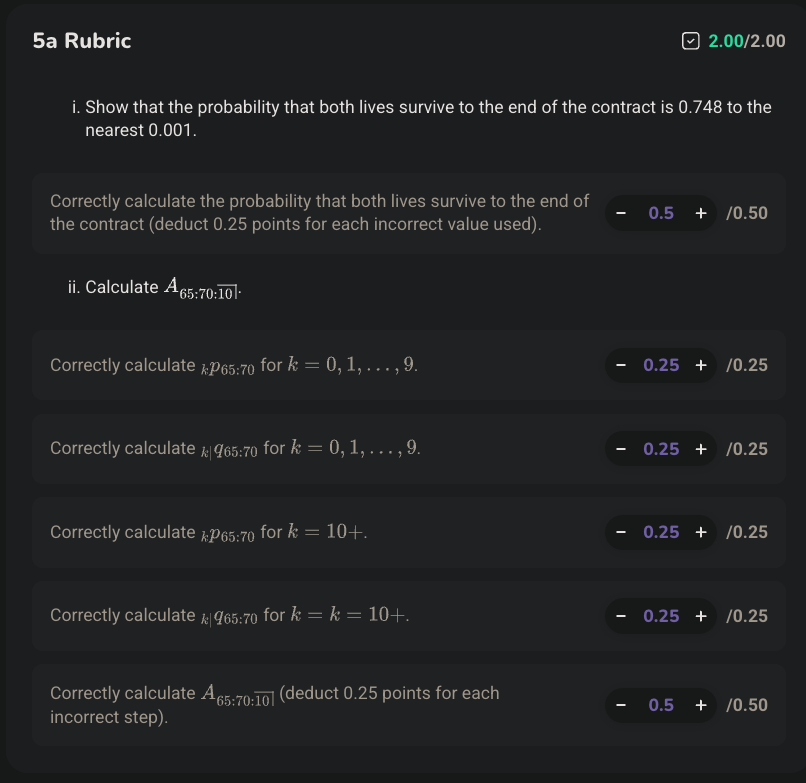 5a Rubric
2.00/2.00
i. Show that the probability that both lives survive to the end of the contract is 0.748 to the
nearest 0.001.
Correctly calculate the probability that both lives survive to the end of
the contract (deduct 0.25 points for each incorrect value used).
− 0.5 + /0.50
ii. Calculate $A_{65:70:\overline{10}|}$.
Correctly calculate ${}_{k}p_{65:70}$ for $k = 0, 1, \ldots, 9$.
− 0.25 + /0.25
Correctly calculate ${}_{k|}q_{65:70}$ for $k = 0, 1, \ldots, 9$.
− 0.25 + /0.25
Correctly calculate ${}_{k}p_{65:70}$ for $k = 10+$.
− 0.25 + /0.25
Correctly calculate ${}_{k|}q_{65:70}$ for $k = k = 10+$.
− 0.25 + /0.25
Correctly calculate $A_{65:70:\overline{10}|}$ (deduct 0.25 points for each
incorrect step).
− 0.5 + /0.50